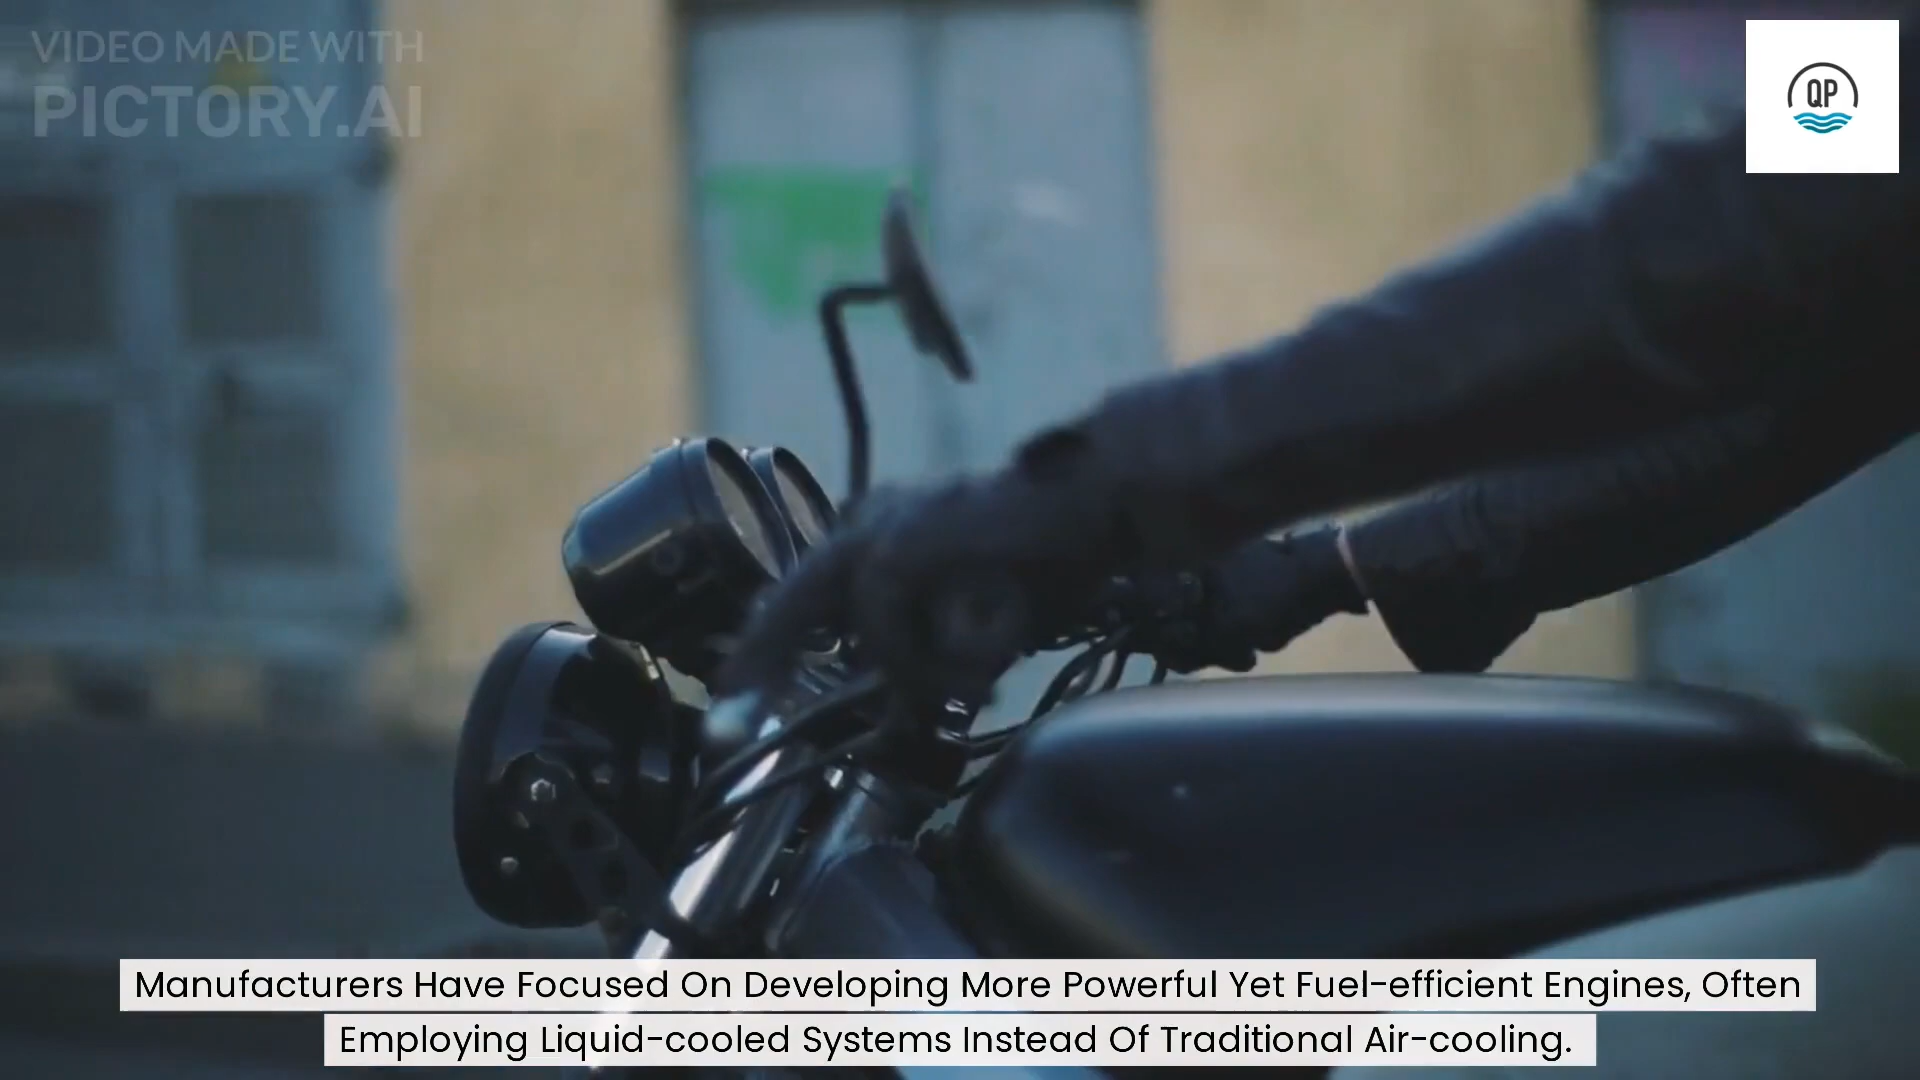 VIDEO MADE WITH
PICTORY.AI
QP
Manufacturers Have Focused On Developing More Powerful Yet Fuel-efficient Engines, Often
Employing Liquid-cooled Systems Instead Of Traditional Air-cooling.